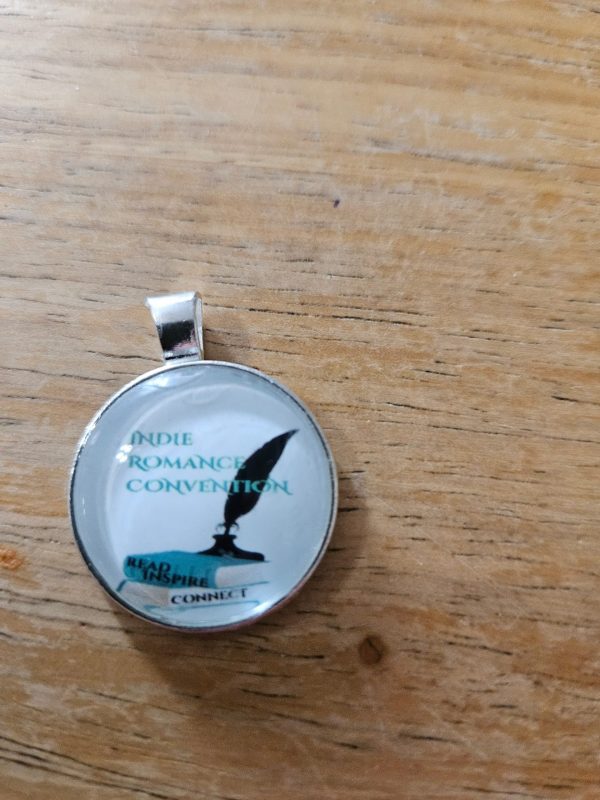 INDIE
ROMANCE
CONVENTION
READ
INSPIRE
CONNECT